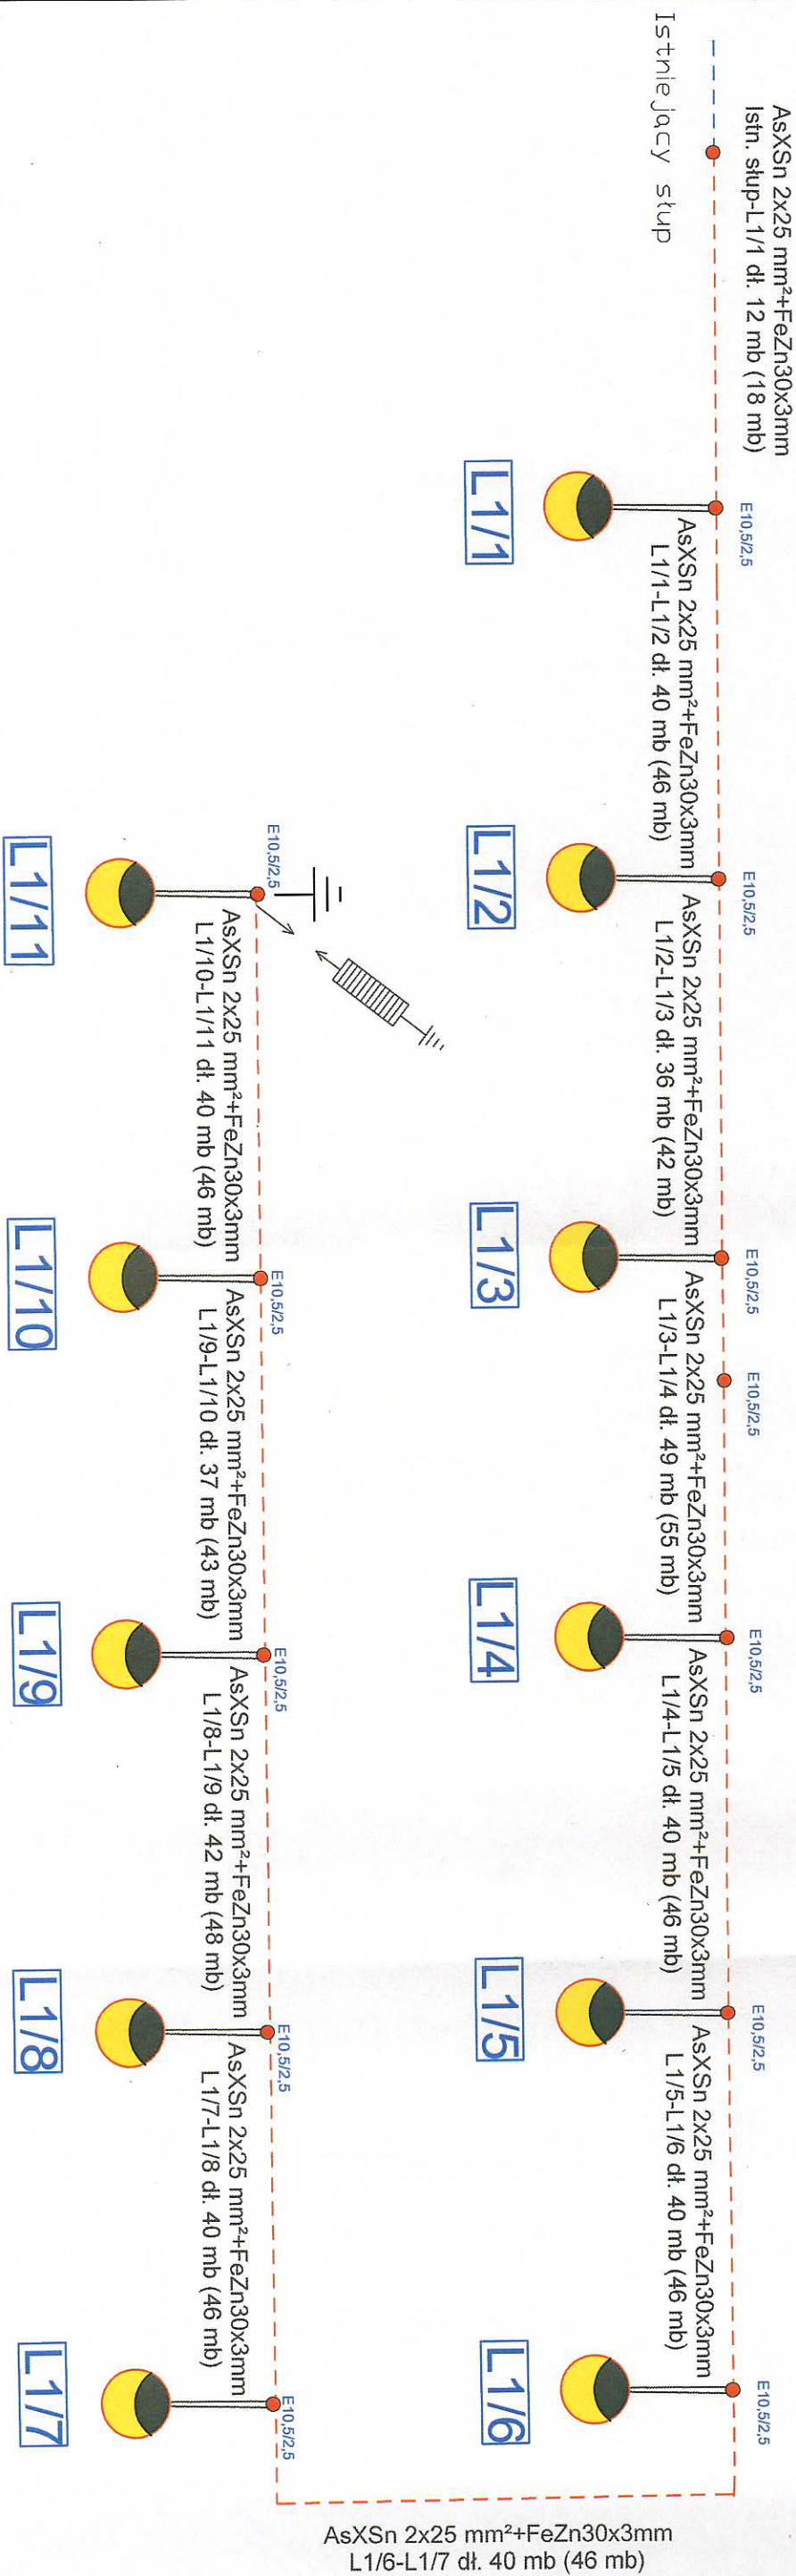 AsXSn 2x25 mm²+FeZn30x3mm
Istn. słup-L1/1 dł. 12 mb (18 mb)
Istniejacy słup
E10,5/2,5
L1/1
AsXSn 2x25 mm²+FeZn30x3mm
L1/1-L1/2 dł. 40 mb (46 mb)
E10,5/2,5
L1/2
AsXSn 2x25 mm²+FeZn30x3mm
L1/2-L1/3 dł. 36 mb (42 mb)
E10,5/2,5
L1/3
E10,5/2,5
AsXSn 2x25 mm²+FeZn30x3mm
L1/3-L1/4 dł. 49 mb (55 mb)
E10,5/2,5
L1/4
AsXSn 2x25 mm²+FeZn30x3mm
L1/4-L1/5 dł. 40 mb (46 mb)
E10,5/2,5
L1/5
AsXSn 2x25 mm²+FeZn30x3mm
L1/5-L1/6 dł. 40 mb (46 mb)
E10,5/2,5
L1/6
AsXSn 2x25 mm²+FeZn30x3mm
L1/6-L1/7 dł. 40 mb (46 mb)
E10,5/2,5
L1/11
AsXSn 2x25 mm²+FeZn30x3mm
L1/10-L1/11 dł. 40 mb (46 mb)
E10,5/2,5
L1/10
AsXSn 2x25 mm²+FeZn30x3mm
L1/9-L1/10 dł. 37 mb (43 mb)
E10,5/2,5
L1/9
AsXSn 2x25 mm²+FeZn30x3mm
L1/8-L1/9 dł. 42 mb (48 mb)
E10,5/2,5
L1/8
AsXSn 2x25 mm²+FeZn30x3mm
L1/7-L1/8 dł. 40 mb (46 mb)
E10,5/2,5
L1/7